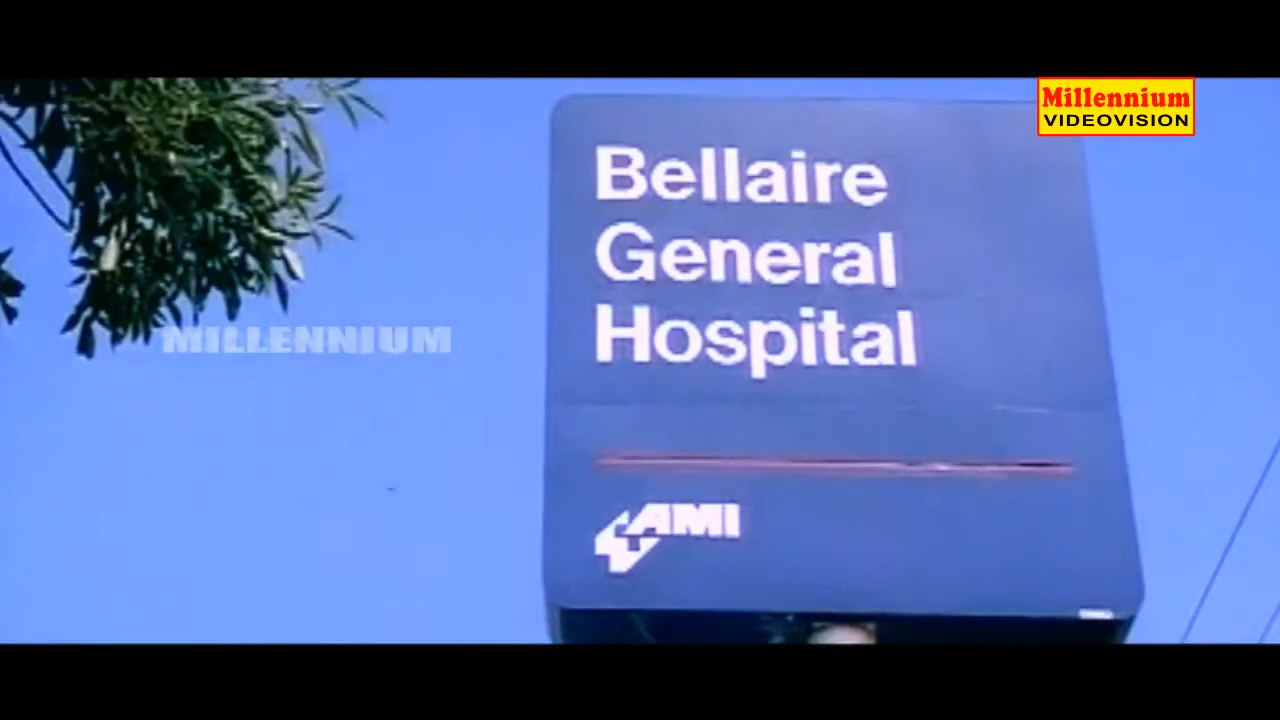 Millennium
VIDEOVISION
Bellaire
General
Hospital
MILLENNIUM
AMI